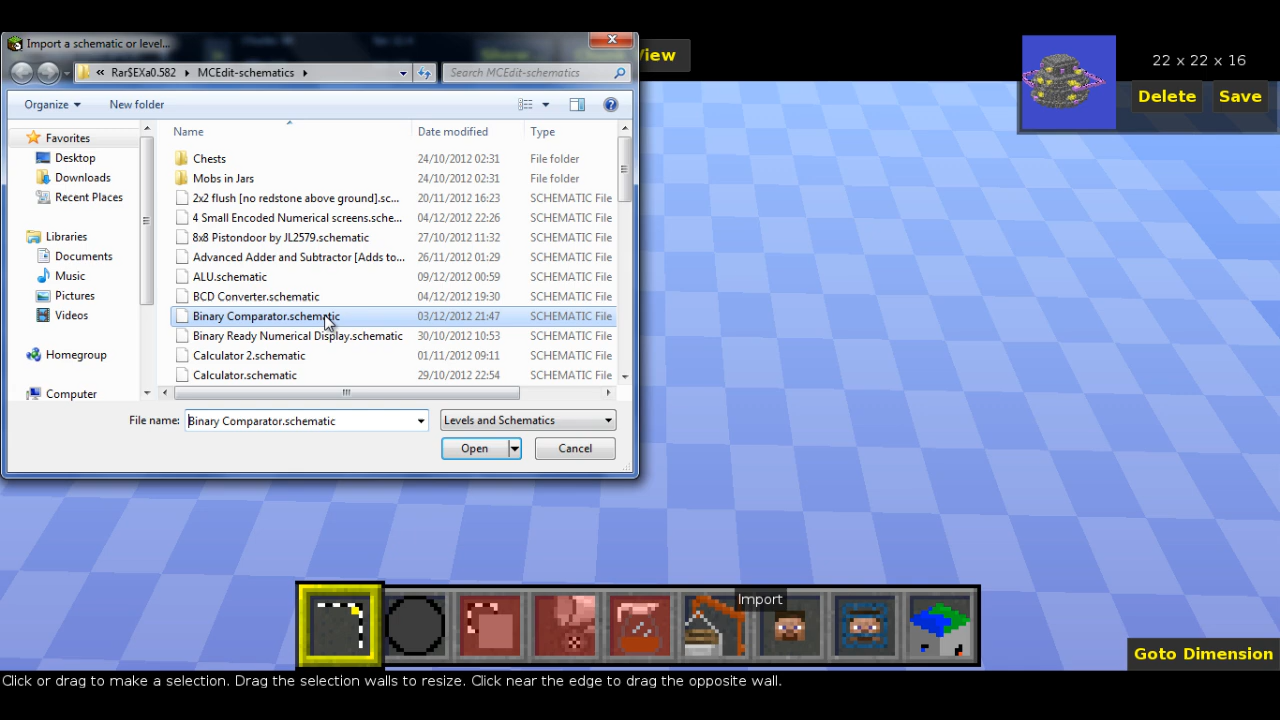 Import a schematic or level...
View
Rar$EXa0.582
MCEdit-schematics
Search MCEdit-schematics
22 x 22 x 16
Delete
Save
Organize
New folder
Name
Date modified
Type
Favorites
Desktop
Downloads
Recent Places
Libraries
Documents
Music
Pictures
Videos
Homegroup
Computer
Chests 24/10/2012 02:31 File folder
Mobs in Jars 24/10/2012 02:31 File folder
2x2 flush [no redstone above ground].sc... 20/11/2012 16:23 SCHEMATIC File
4 Small Encoded Numerical screens.sche... 04/12/2012 22:26 SCHEMATIC File
8x8 Pistondoor by JL2579.schematic 27/10/2012 11:32 SCHEMATIC File
Advanced Adder and Subtractor [Adds to... 26/11/2012 01:29 SCHEMATIC File
ALU.schematic 09/12/2012 00:59 SCHEMATIC File
BCD Converter.schematic 04/12/2012 19:30 SCHEMATIC File
Binary Comparator.schematic 03/12/2012 21:47 SCHEMATIC File
Binary Ready Numerical Display.schematic 30/10/2012 10:53 SCHEMATIC File
Calculator 2.schematic 01/11/2012 09:11 SCHEMATIC File
Calculator.schematic 29/10/2012 22:54 SCHEMATIC File
File name: Binary Comparator.schematic
Levels and Schematics
Open
Cancel
Import
Goto Dimension
Click or drag to make a selection. Drag the selection walls to resize. Click near the edge to drag the opposite wall.